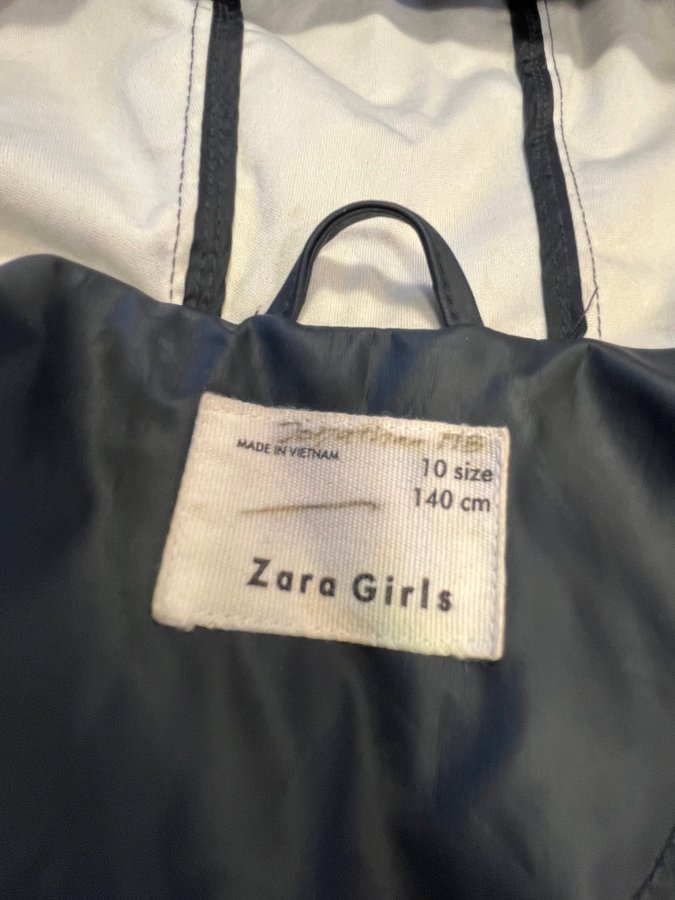 MADE IN VIETNAM
10 size
140 cm
Zara Girls